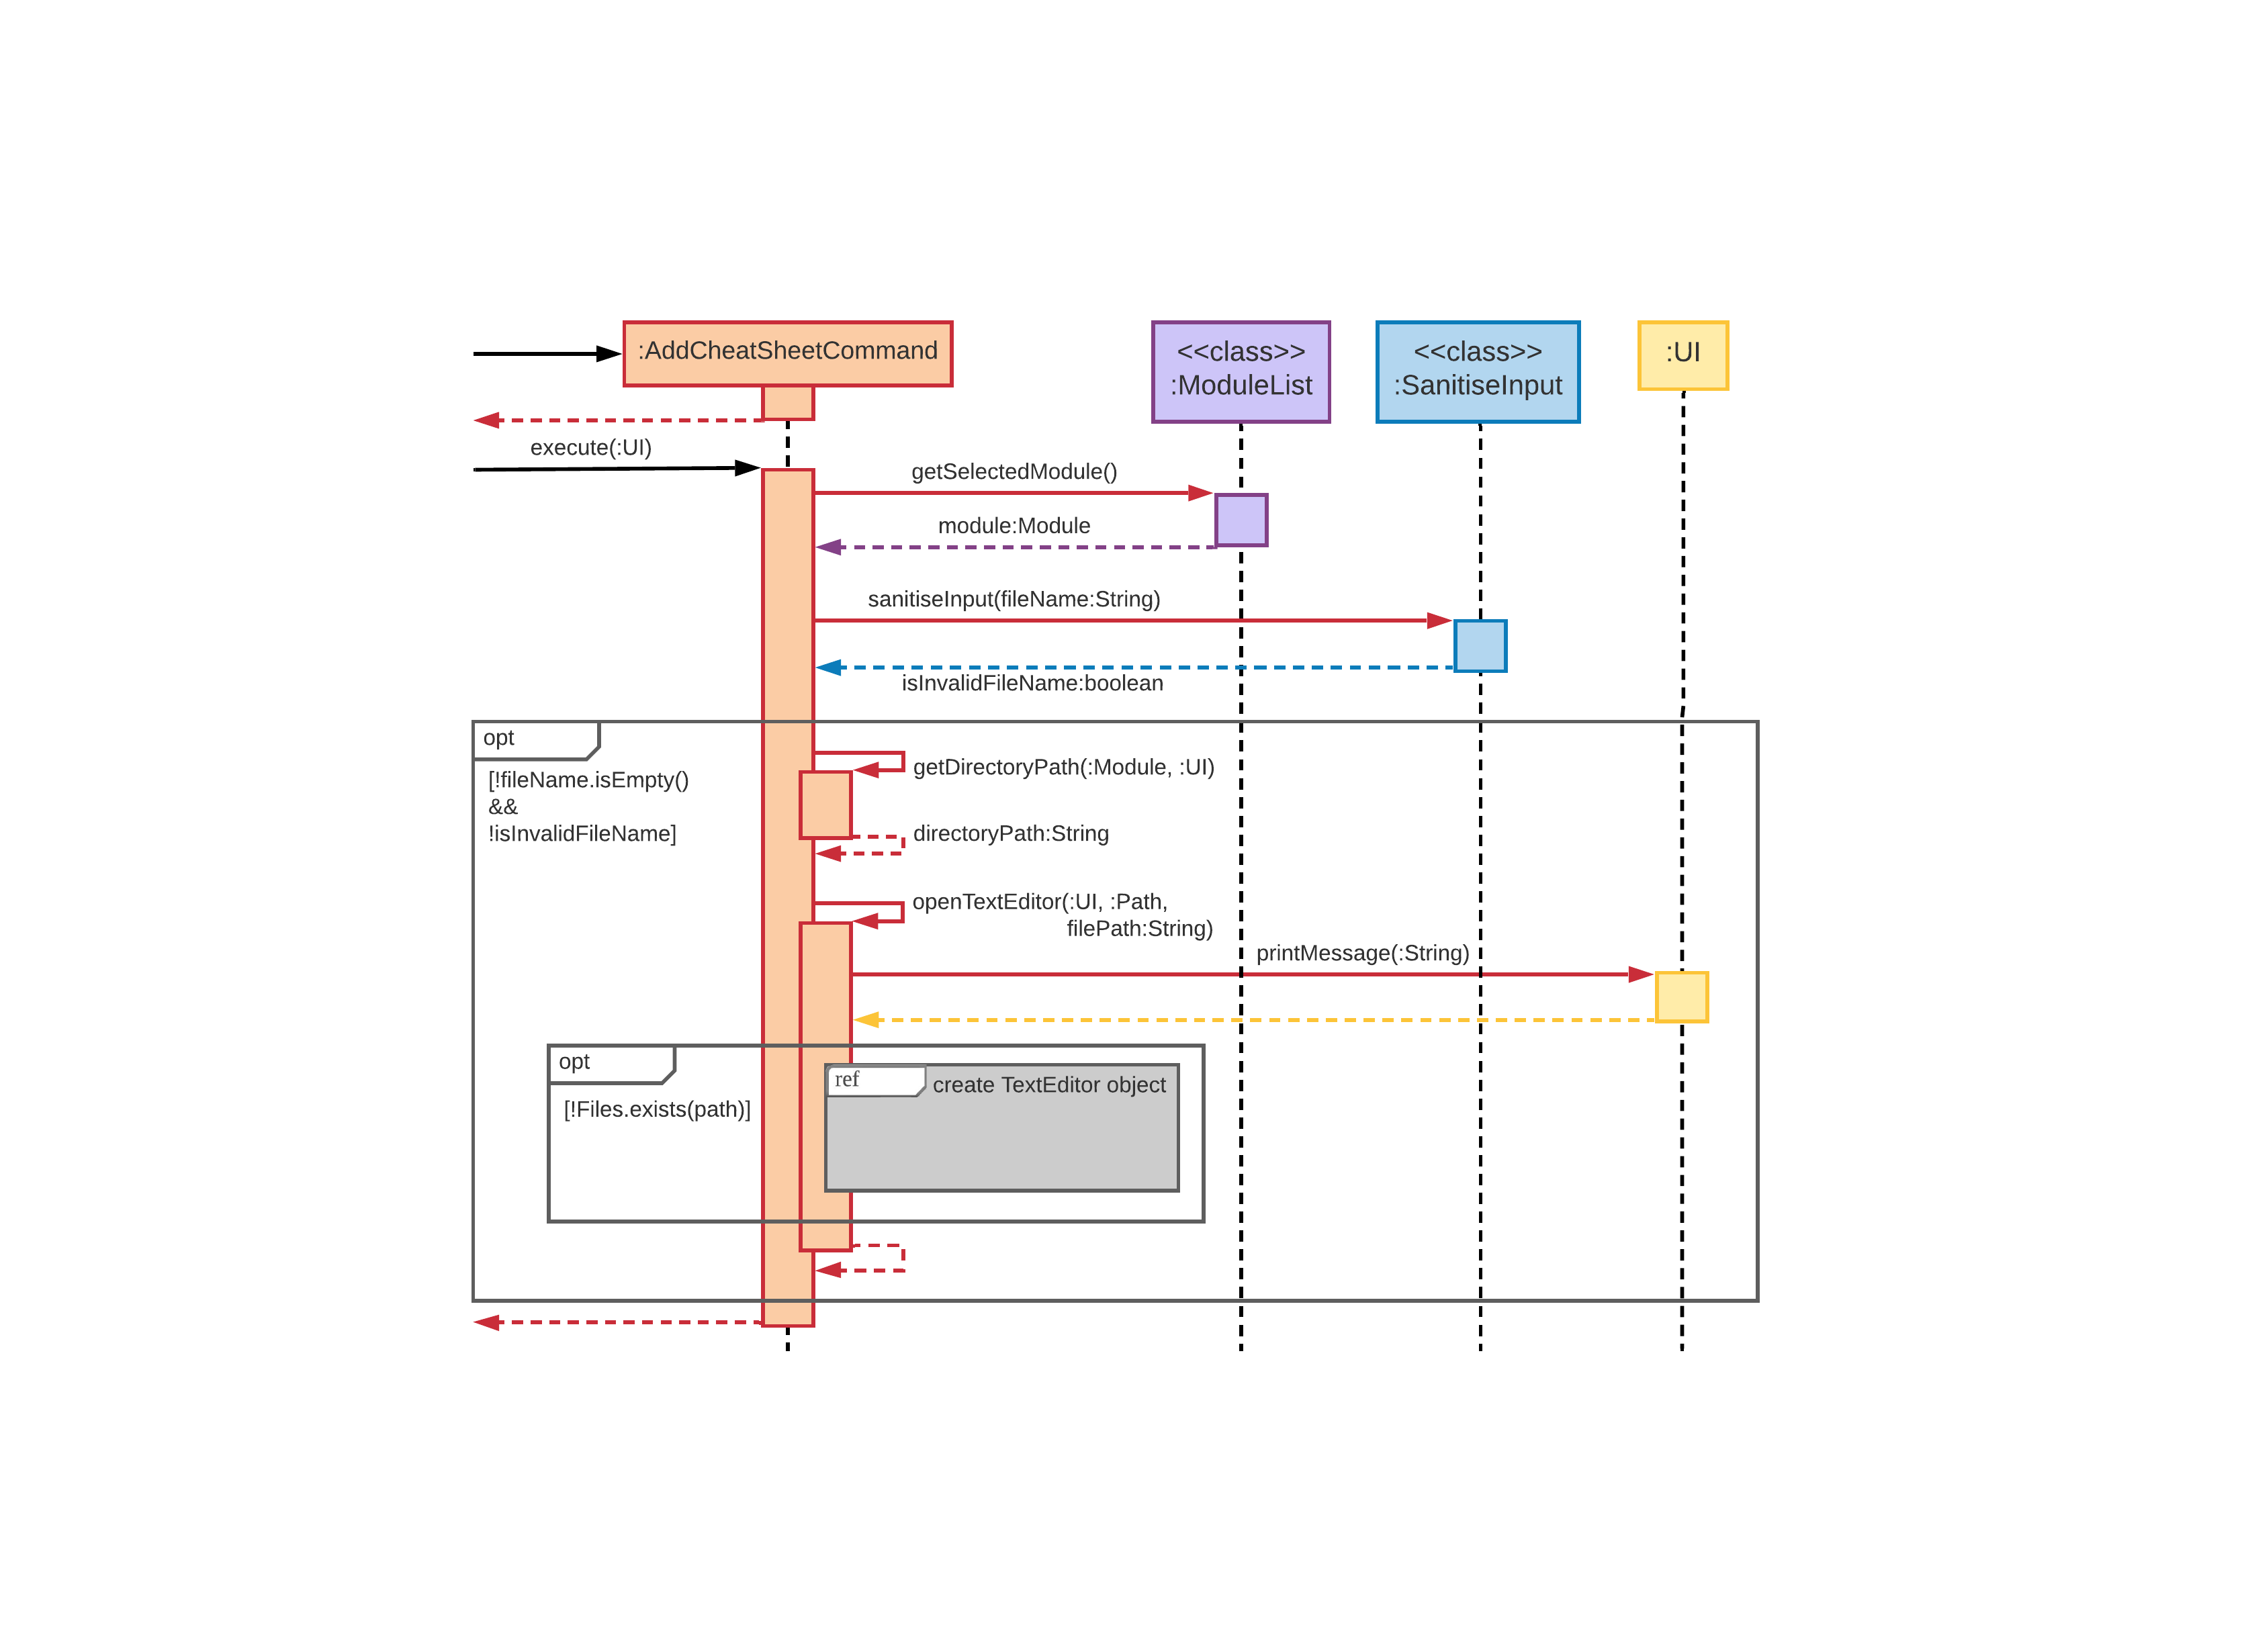 :AddCheatSheetCommand
<<class>>
:ModuleList
<<class>>
:SanitiseInput
:UI
execute(:UI)
getSelectedModule()
module:Module
sanitiseInput(fileName:String)
isInvalidFileName:boolean
opt
[!fileName.isEmpty()
&&
!isInvalidFileName]
getDirectoryPath(:Module, :UI)
directoryPath:String
openTextEditor(:UI, :Path,
filePath:String)
printMessage(:String)
opt
[!Files.exists(path)]
ref
create TextEditor object